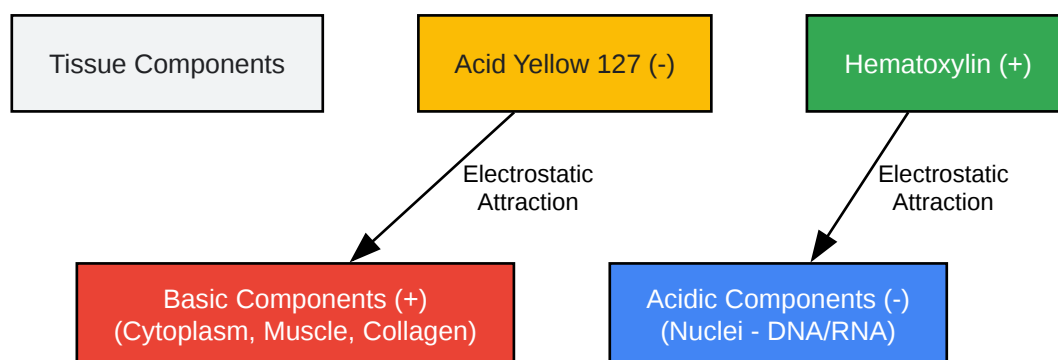 Tissue Components
Acid Yellow 127 (-)
Hematoxylin (+)
Electrostatic
Attraction
Electrostatic
Attraction
Basic Components (+)
(Cytoplasm, Muscle, Collagen)
Acidic Components (-)
(Nuclei - DNA/RNA)